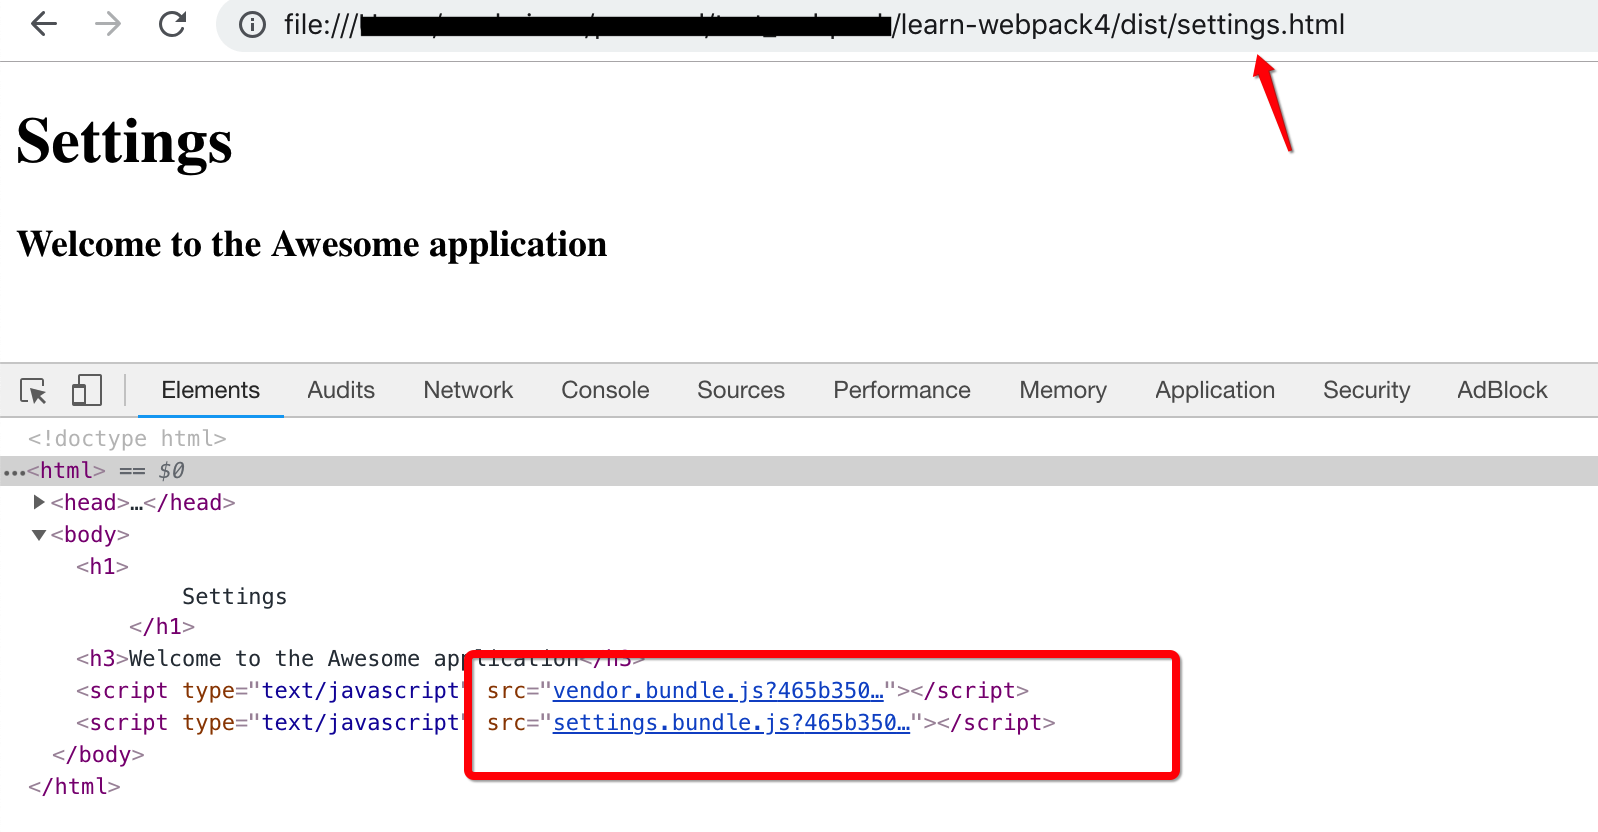 file:///
/learn-webpack4/dist/settings.html
Settings
Welcome to the Awesome application
Elements Audits Network Console Sources Performance Memory Application Security AdBlock
<!doctype html>
…<html> == $0
<head>…</head>
<body>
<h1>
Settings
</h1>
<h3>Welcome to the Awesome application</h3>
<script type="text/javascript" src="vendor.bundle.js?465b350…"></script>
<script type="text/javascript" src="settings.bundle.js?465b350…"></script>
</body>
</html>